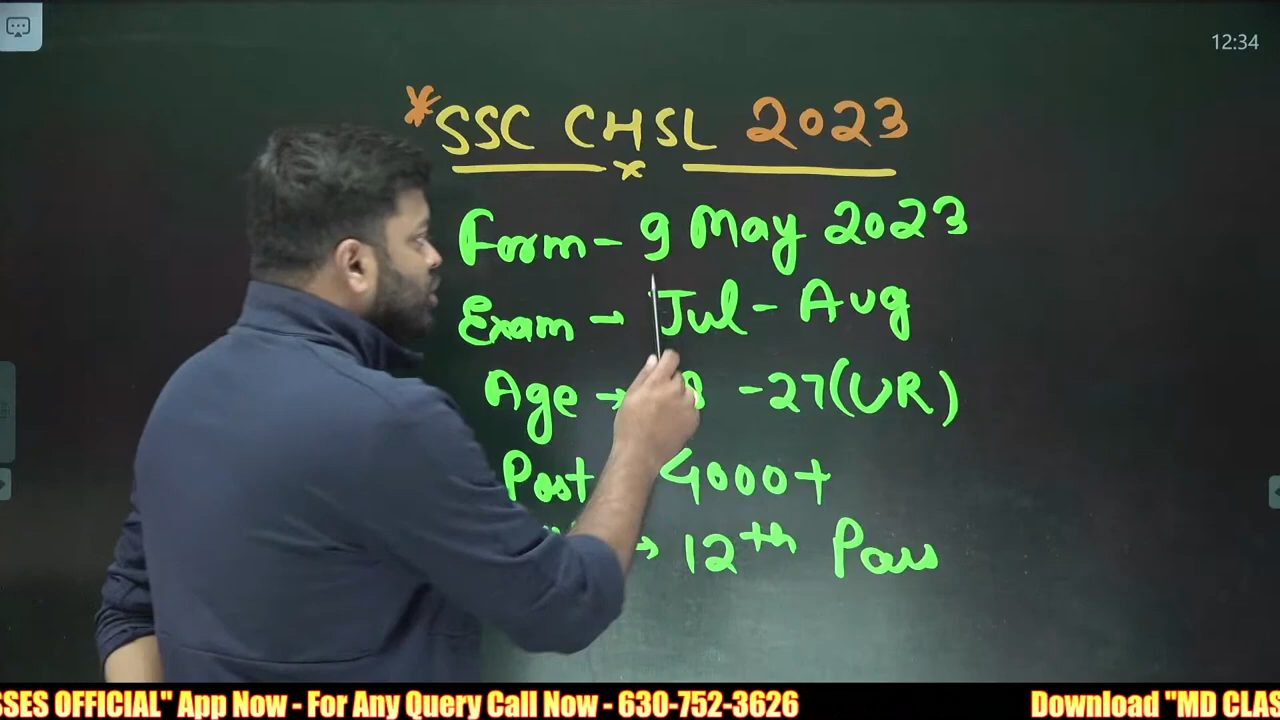 12:34
*SSC CHSL 2023
Form - 9 May 2023
Exam → Jul - Aug
Age → - 27(UR)
Post 4000+
→ 12th Pass
SSES OFFICIAL" App Now - For Any Query Call Now - 630-752-3626 Download "MD CLAS